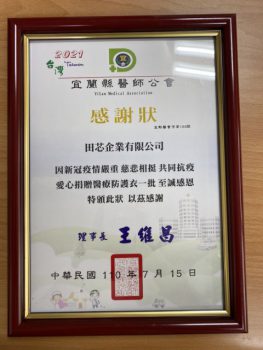 2021
台灣 Taiwan
宜蘭縣醫師公會
Yilan Medical Association
感謝狀
田芯企業有限公司
因新冠疫情嚴重 慈悲相挺 共同抗疫
愛心捐贈醫療防護衣一批 至誠感恩
特頒此狀 以茲感謝
理事長 王維昌
中華民國 110 年 7 月 15 日